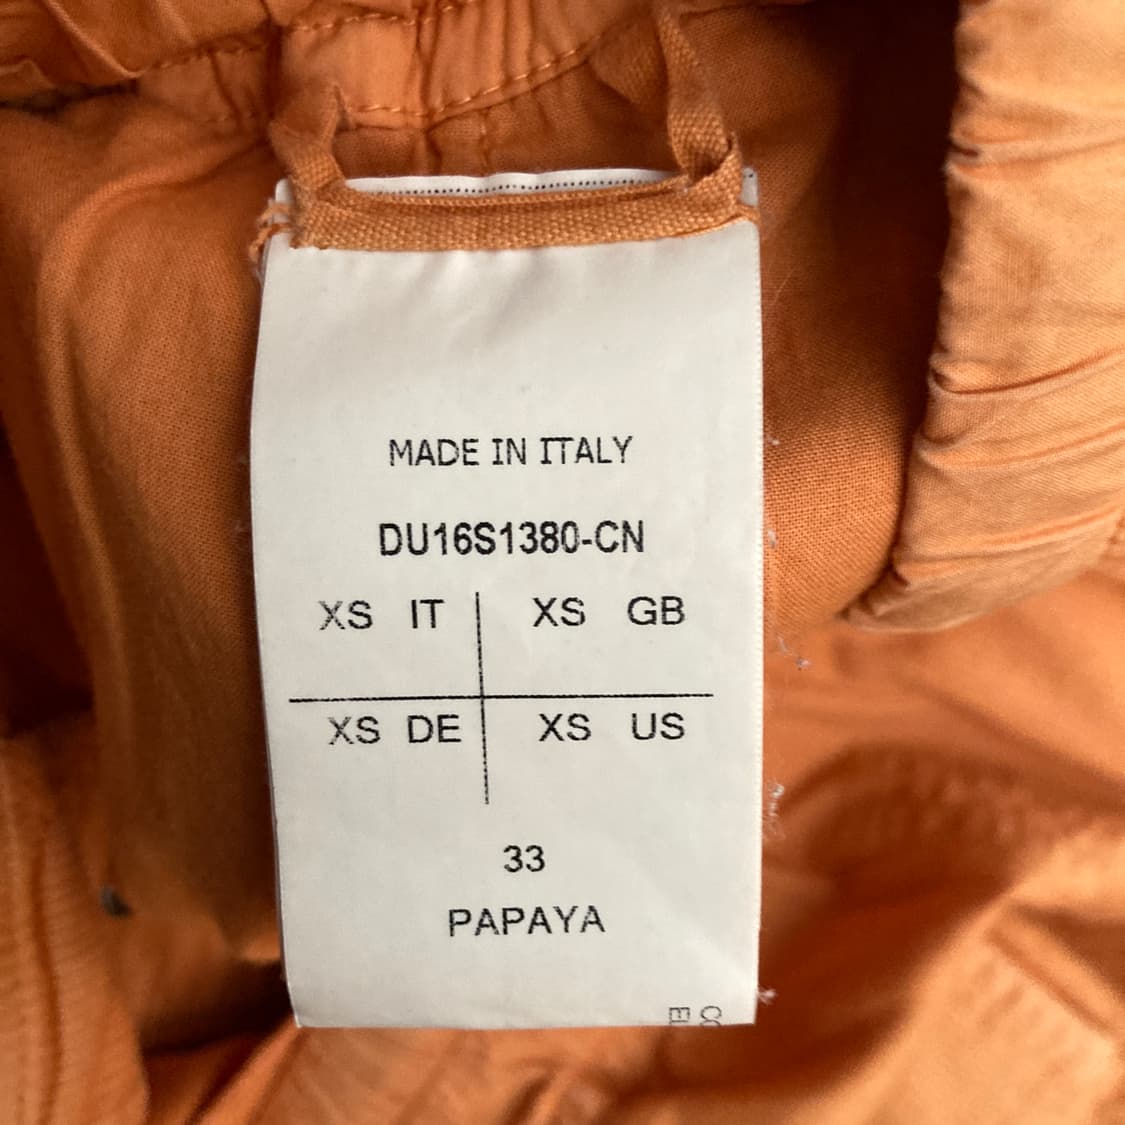 MADE IN ITALY
DU16S1380-CN
XS IT XS GB
XS DE XS US
33
PAPAYA